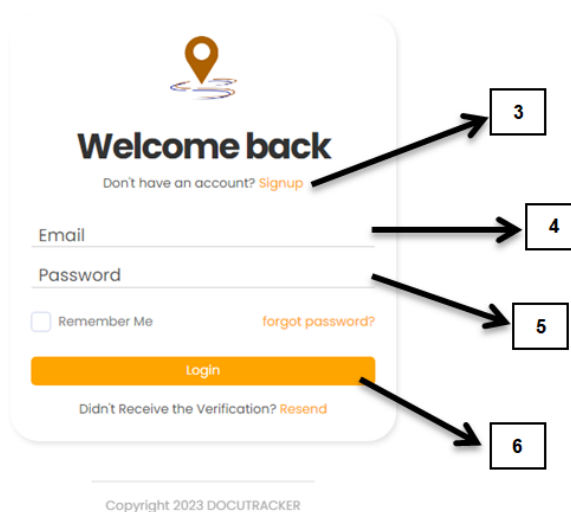 Welcome back
Don't have an account? Signup
3
Email
4
Password
5
Remember Me forgot password?
Login
Didn't Receive the Verification? Resend
6
Copyright 2023 DOCUTRACKER